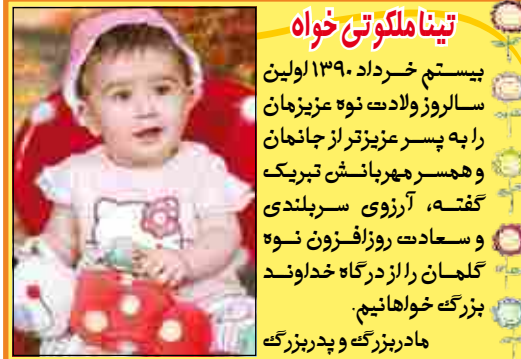 تینا ملکوتی خواه
بیستم خرداد ۱۳۹۰ اولین
سالروز ولادت نوه عزیزمان
را به پسر عزیزتر از جانمان
و همسر مهربانش تبریک
گفته، آرزوی سربلندی
و سعادت روزافزون نوه
گلمان را از درگاه خداوند
بزرگ خواهانیم.
مادربزرگ و پدربزرگ